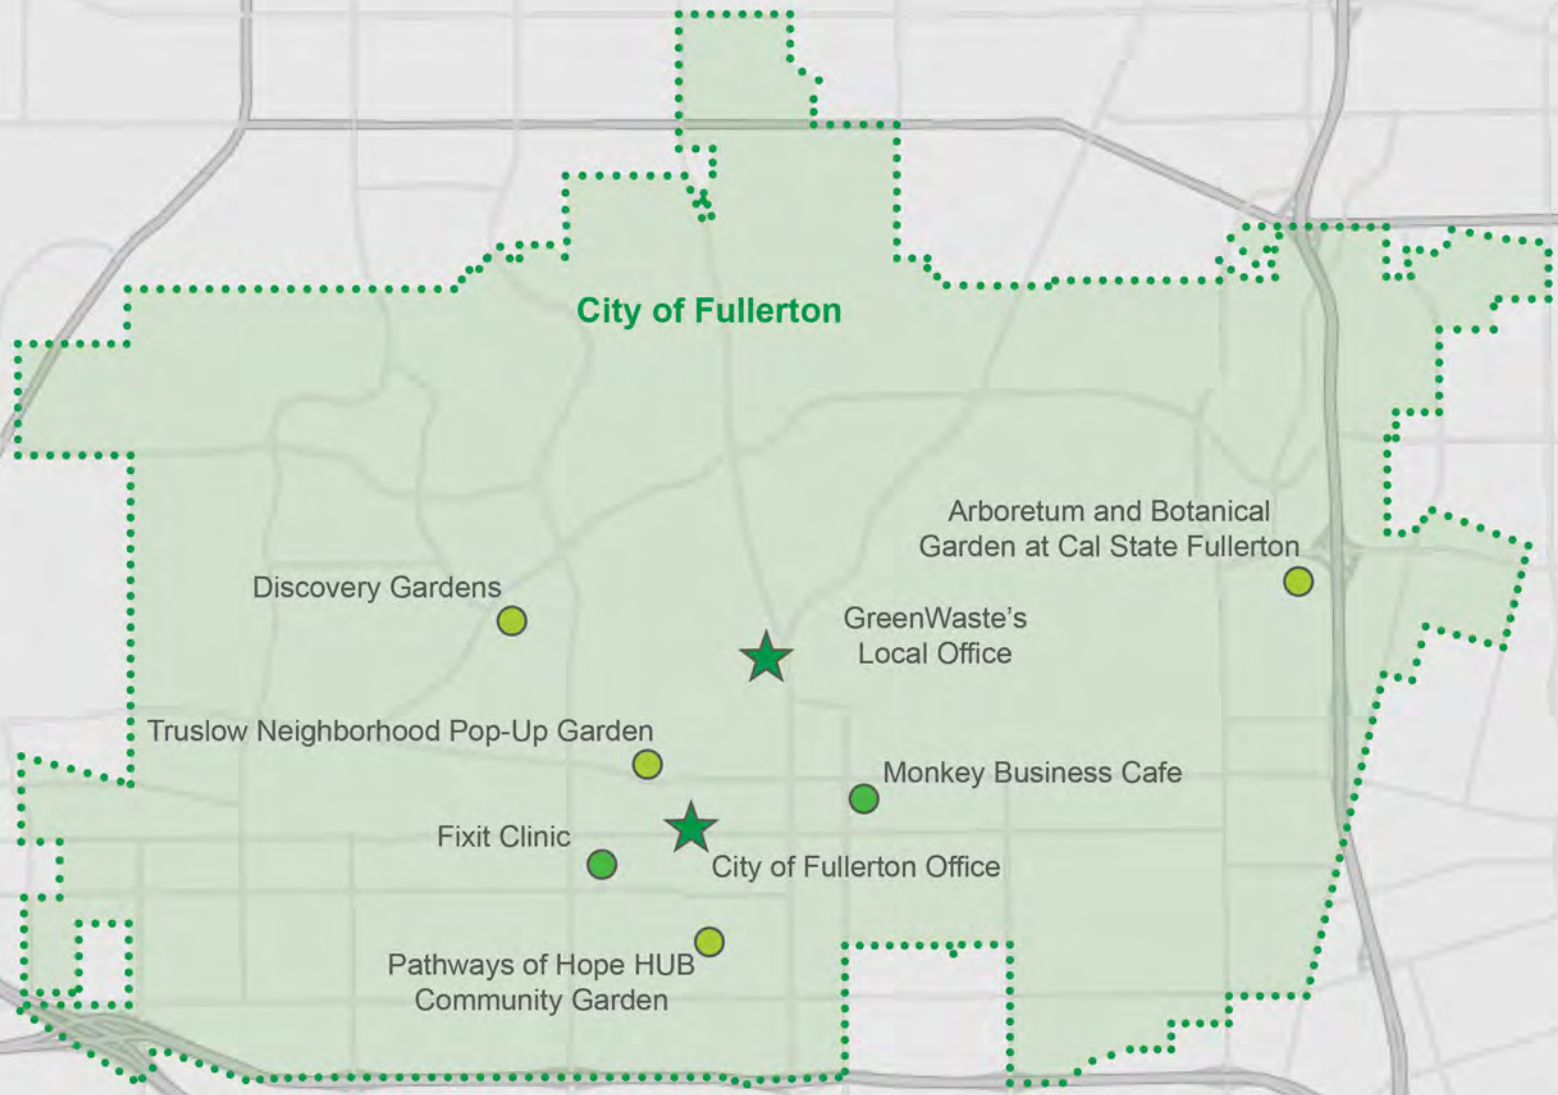 City of Fullerton
Arboretum and Botanical
Garden at Cal State Fullerton
Discovery Gardens
GreenWaste’s
Local Office
Truslow Neighborhood Pop-Up Garden
Monkey Business Cafe
Fixit Clinic
City of Fullerton Office
Pathways of Hope HUB
Community Garden